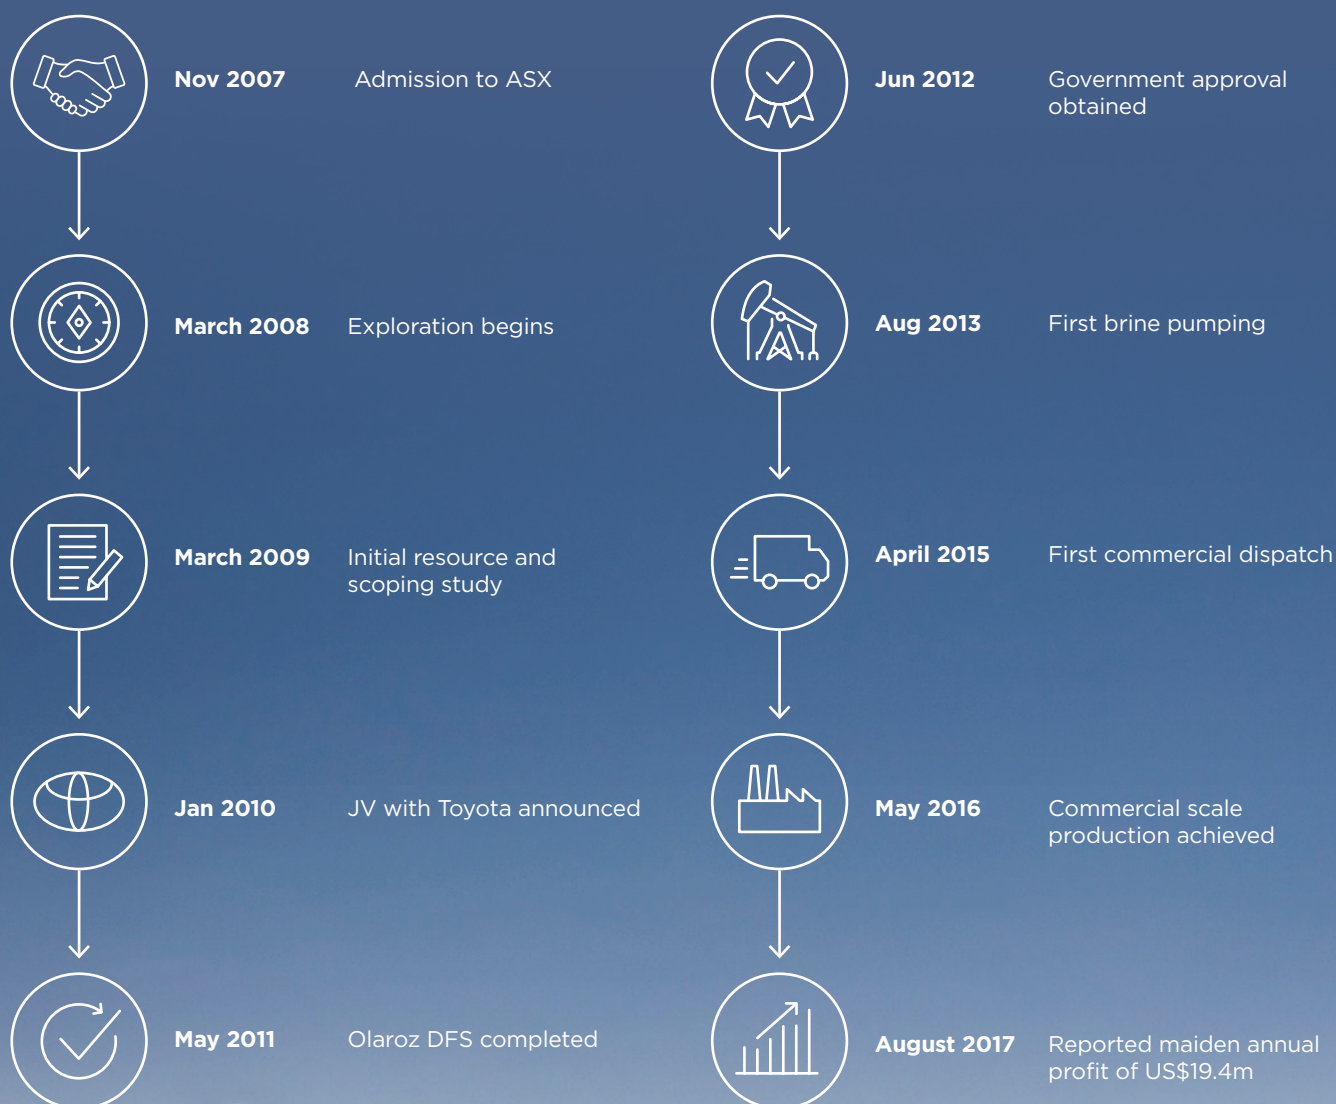 Nov 2007 Admission to ASX
March 2008 Exploration begins
March 2009 Initial resource and
scoping study
Jan 2010 JV with Toyota announced
May 2011 Olaroz DFS completed
Jun 2012 Government approval
obtained
Aug 2013 First brine pumping
April 2015 First commercial dispatch
May 2016 Commercial scale
production achieved
August 2017 Reported maiden annual
profit of US$19.4m